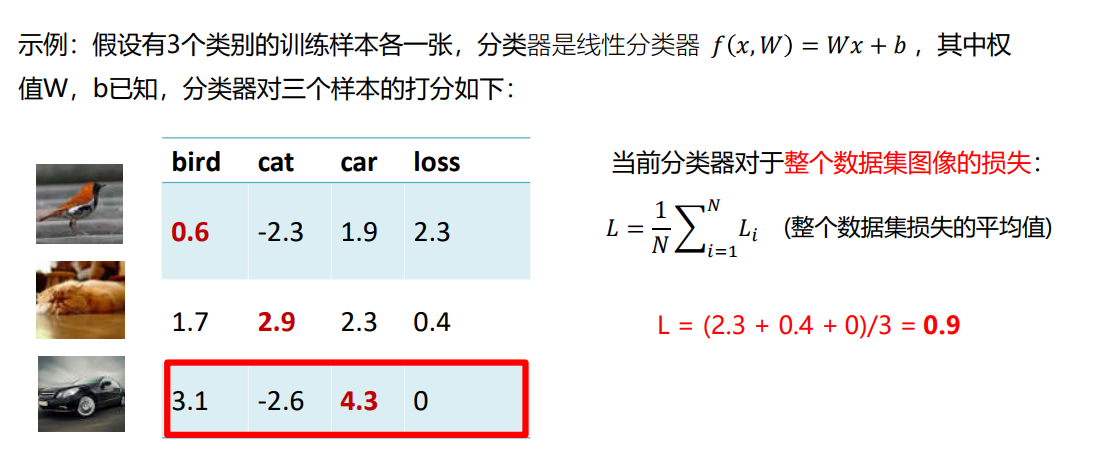 示例：假设有3个类别的训练样本各一张，分类器是线性分类器 f(x,W) = Wx + b ，其中权
值W，b已知，分类器对三个样本的打分如下：
bird cat car loss
0.6 -2.3 1.9 2.3
1.7 2.9 2.3 0.4
3.1 -2.6 4.3 0
当前分类器对于整个数据集图像的损失：
L = 1/N ∑_{i=1}^{N} L_i (整个数据集损失的平均值)
L = (2.3 + 0.4 + 0)/3 = 0.9